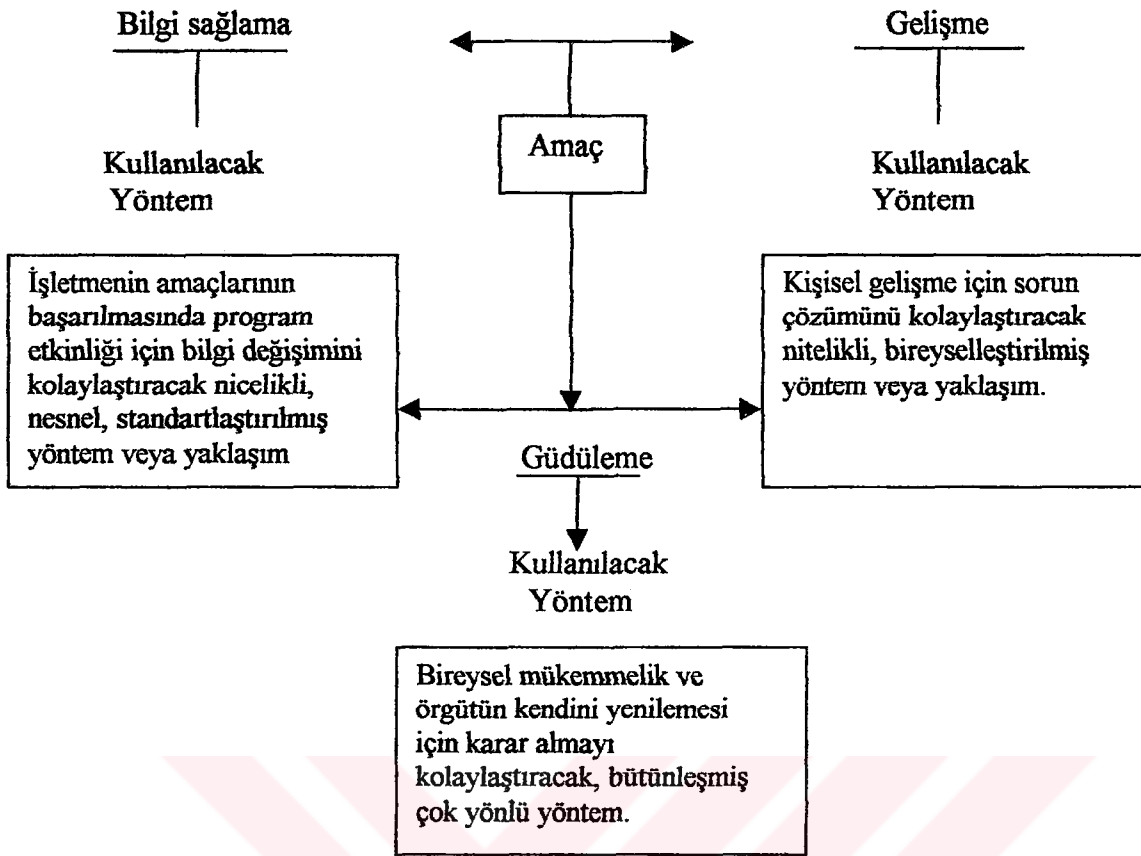 Bilgi sağlama
Gelişme
Amaç
Kullanılacak
Yöntem
Kullanılacak
Yöntem
İşletmenin amaçlarının
başarılmasında program
etkinliği için bilgi değişimini
kolaylaştıracak nicelikli,
nesnel, standartlaştırılmış
yöntem veya yaklaşım
Kişisel gelişme için sorun
çözümünü kolaylaştıracak
nitelikli, bireyselleştirilmiş
yöntem veya yaklaşım.
Güdüleme
Kullanılacak
Yöntem
Bireysel mükemmelik ve
örgütün kendini yenilemesi
için karar almayı
kolaylaştıracak, bütünleşmiş
çok yönlü yöntem.